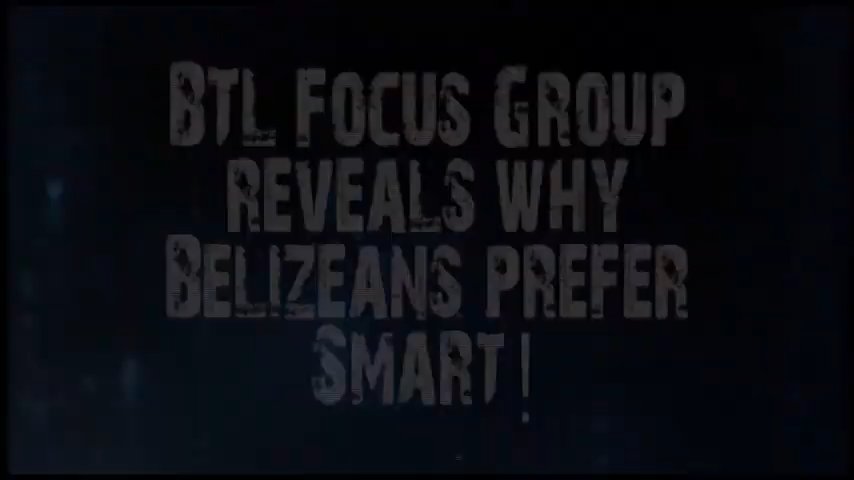 BTL FOCUS GROUP
REVEALS WHY
BELIZEANS PREFER
SMART!